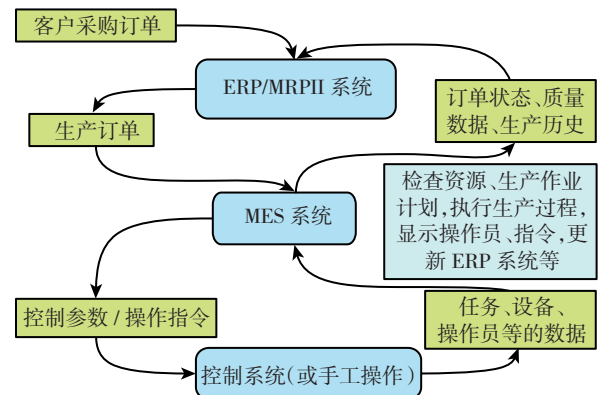 客户采购订单
ERP/MRPII 系统
订单状态、质量
数据、生产历史
生产订单
检查资源、生产作业
计划,执行生产过程,
显示操作员、指令,更
新 ERP 系统等
MES 系统
控制参数 / 操作指令
任务、设备、
操作员等的数据
控制系统(或手工操作)